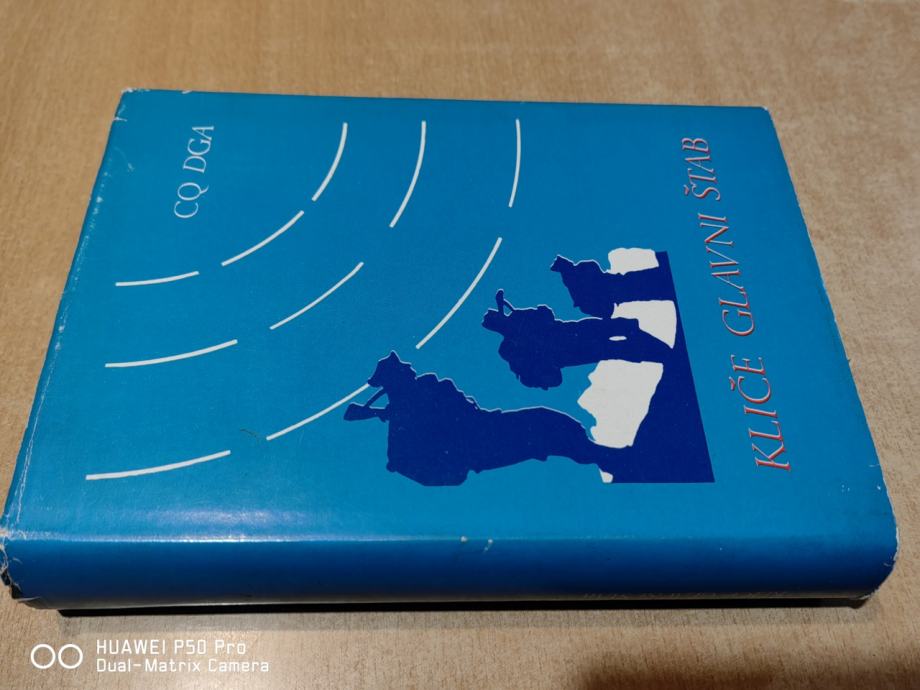 CQ DGA
KLIČE GLAVNI ŠTAB
HUAWEI P50 Pro
Dual-Matrix Camera